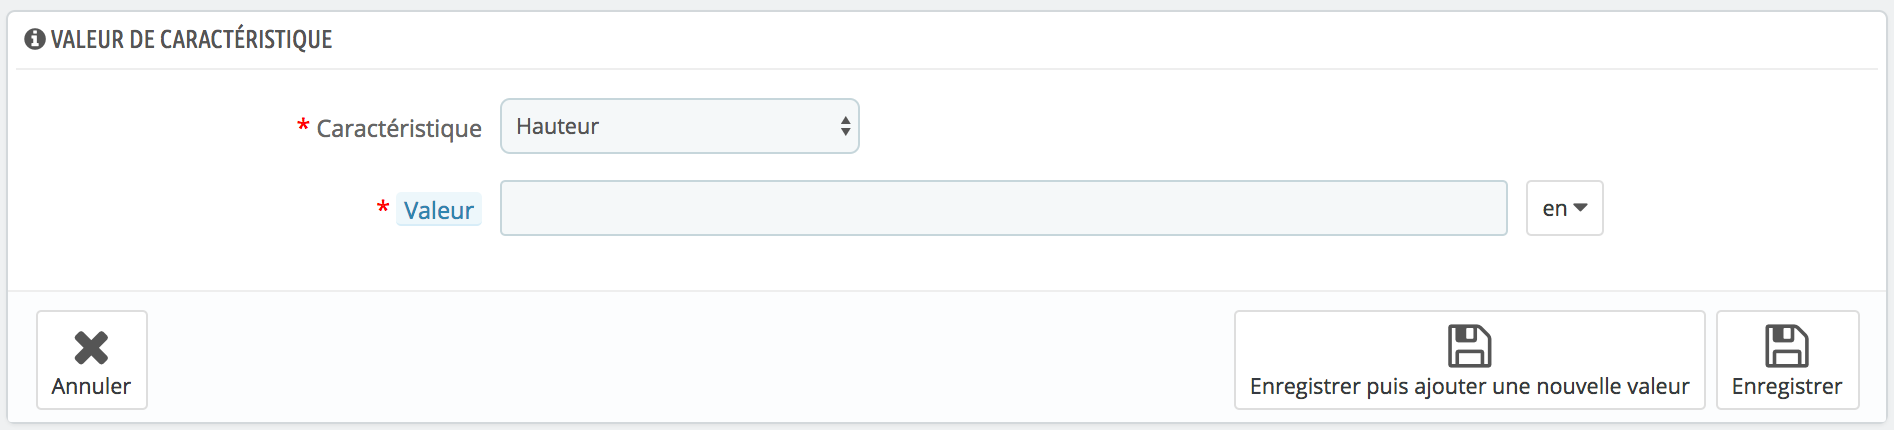 VALEUR DE CARACTÉRISTIQUE
* Caractéristique Hauteur
* Valeur en
Annuler Enregistrer puis ajouter une nouvelle valeur Enregistrer